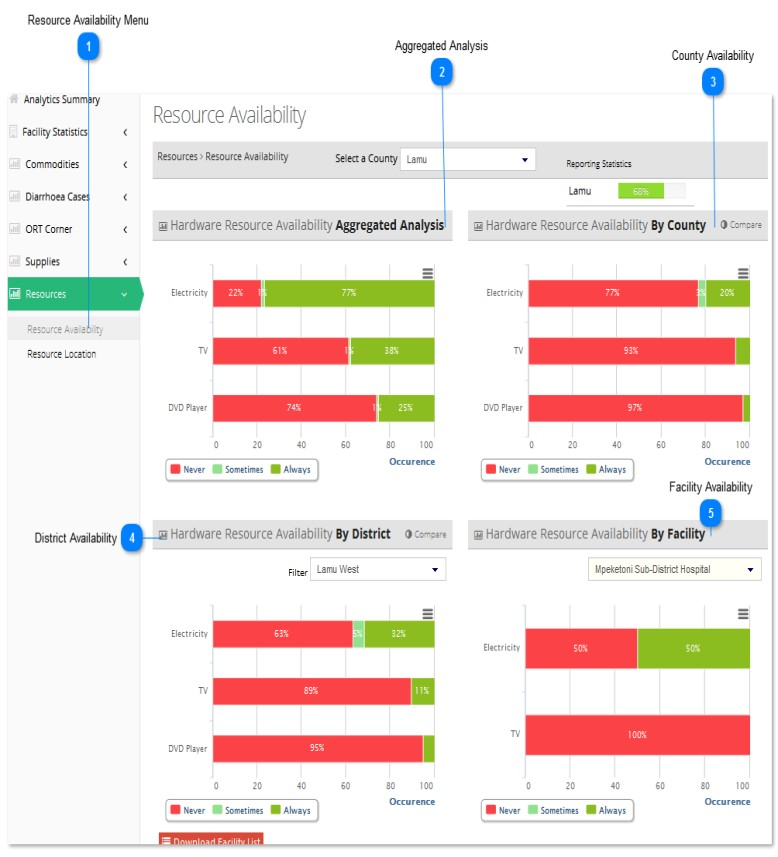 Resource Availability Menu
1
Aggregated Analysis
2
County Availability
3
Analytics Summary
Facility Statistics
Commodities
Diarrhoea Cases
ORT Corner
Supplies
Resources
Resource Availability
Resource Location
Resource Availability
Resources > Resource Availability
Select a County Lamu
Reporting Statistics
Lamu 68%
Hardware Resource Availability Aggregated Analysis
Electricity 22% 1% 77%
TV 61% 1% 38%
DVD Player 74% 1% 25%
0 20 40 60 80 100
Occurence
Never Sometimes Always
Hardware Resource Availability By County Compare
Electricity 77% 3% 20%
TV 93%
DVD Player 97%
0 20 40 60 80 100
Occurence
Never Sometimes Always
District Availability 4
Hardware Resource Availability By District Compare
Filter Lamu West
Electricity 63% 5% 32%
TV 89% 11%
DVD Player 95%
0 20 40 60 80 100
Occurence
Never Sometimes Always
Download Facility List
Facility Availability
5
Hardware Resource Availability By Facility
Mpeketoni Sub-District Hospital
Electricity 50% 50%
TV 100%
0 20 40 60 80 100
Occurence
Never Sometimes Always